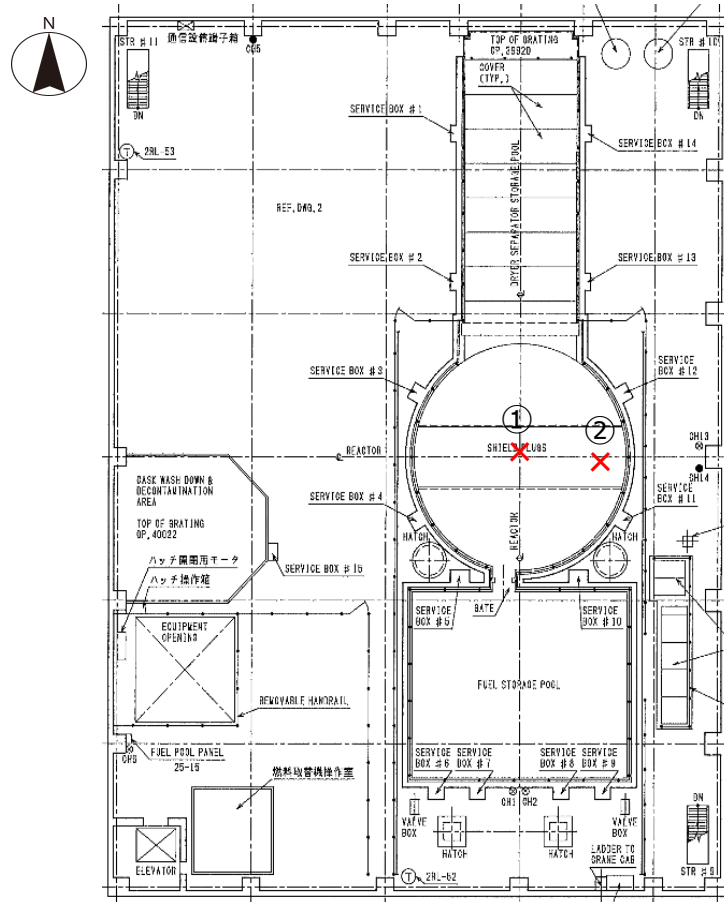 N
STR #11
通信設備端子箱
CH5
TOP OF GRATING
OP.39920
STR #10
COVER
(TYP.)
DN
DN
SERVICE BOX #1
SERVICE BOX #14
2RL-53
DRYER SEPARATOR STORAGE POOL
REF.DWG.2
SERVICE BOX #2
SERVICE BOX #13
SERVICE BOX #3
SERVICE
BOX #12
①
②
SHIELD PLUGS
CH13
REACTOR
CH14
CASK WASH DOWN &
DECONTAMINATION
AREA
TOP OF GRATING
OP.40022
SERVICE BOX #4
SERVICE
BOX #11
HATCH
REACTOR
HATCH
ハッチ開閉用モータ
SERVICE BOX #15
ハッチ操作箱
GATE
SERVICE
BOX #5
SERVICE
BOX #10
EQUIPMENT
OPENING
FUEL STORAGE POOL
REMOVABLE HANDRAIL
FUEL POOL PANEL
25-15
CH6
SERVICE
BOX #6
SERVICE
BOX #7
SERVICE
BOX #8
SERVICE
BOX #9
燃料取替機操作室
CH1
CH2
VALVE
BOX
VALVE
BOX
DN
HATCH
HATCH
LADDER TO
CRANE CAB
ELEVATOR
2RL-52
STR #9